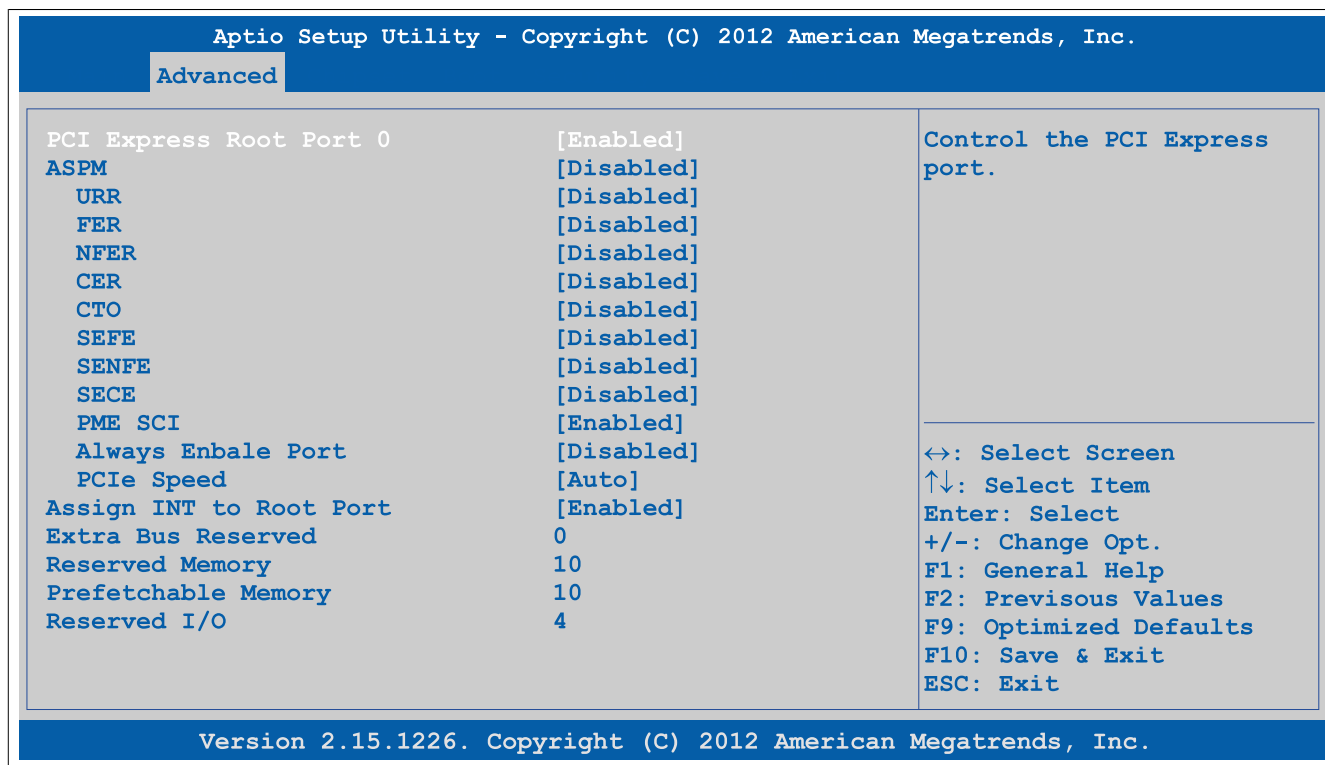 Aptio Setup Utility - Copyright (C) 2012 American Megatrends, Inc.
Advanced
PCI Express Root Port 0 [Enabled]
ASPM [Disabled]
URR [Disabled]
FER [Disabled]
NFER [Disabled]
CER [Disabled]
CTO [Disabled]
SEFE [Disabled]
SENFE [Disabled]
SECE [Disabled]
PME SCI [Enabled]
Always Enbale Port [Disabled]
PCIe Speed [Auto]
Assign INT to Root Port [Enabled]
Extra Bus Reserved 0
Reserved Memory 10
Prefetchable Memory 10
Reserved I/O 4
Control the PCI Express
port.
↔: Select Screen
↑↓: Select Item
Enter: Select
+/-: Change Opt.
F1: General Help
F2: Previsous Values
F9: Optimized Defaults
F10: Save & Exit
ESC: Exit
Version 2.15.1226. Copyright (C) 2012 American Megatrends, Inc.